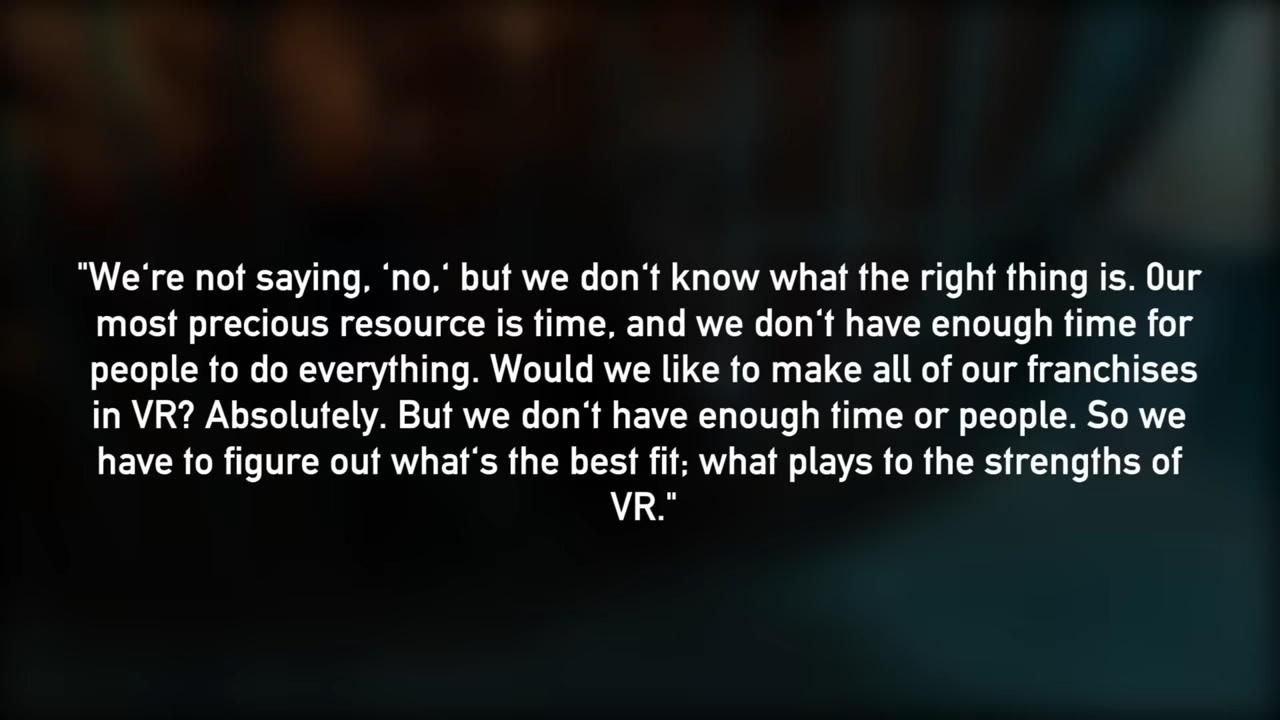 "We‘re not saying, ‘no,‘ but we don‘t know what the right thing is. Our
most precious resource is time, and we don‘t have enough time for
people to do everything. Would we like to make all of our franchises
in VR? Absolutely. But we don‘t have enough time or people. So we
have to figure out what‘s the best fit; what plays to the strengths of
VR."